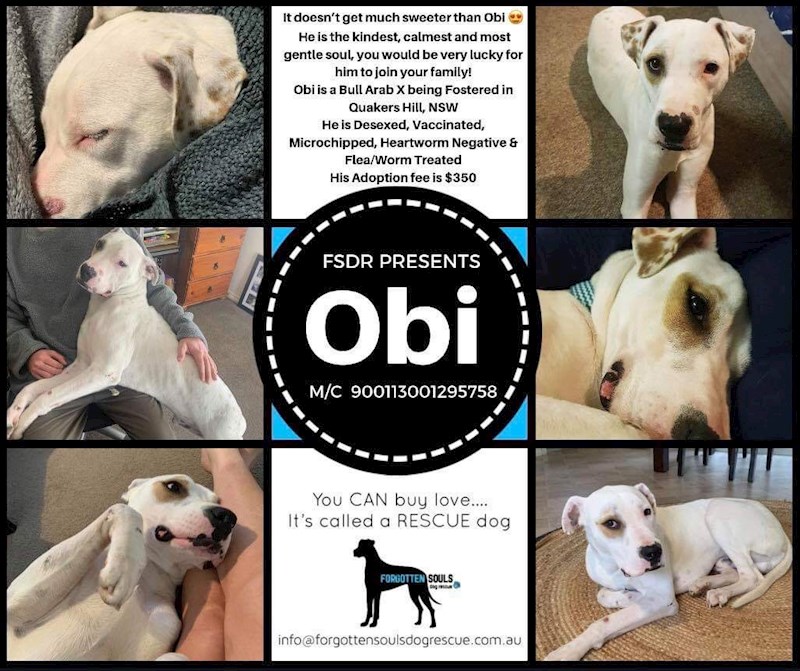 It doesn't get much sweeter than Obi 😍
He is the kindest, calmest and most
gentle soul, you would be very lucky for
him to join your family!
Obi is a Bull Arab X being Fostered in
Quakers Hill, NSW
He is Desexed, Vaccinated,
Microchipped, Heartworm Negative &
Flea/Worm Treated
His Adoption fee is $350
FSDR PRESENTS
Obi
M/C 900113001295758
You CAN buy love....
It's called a RESCUE dog
FORGOTTEN SOULS
dog rescue
info@forgottensoulsdogrescue.com.au